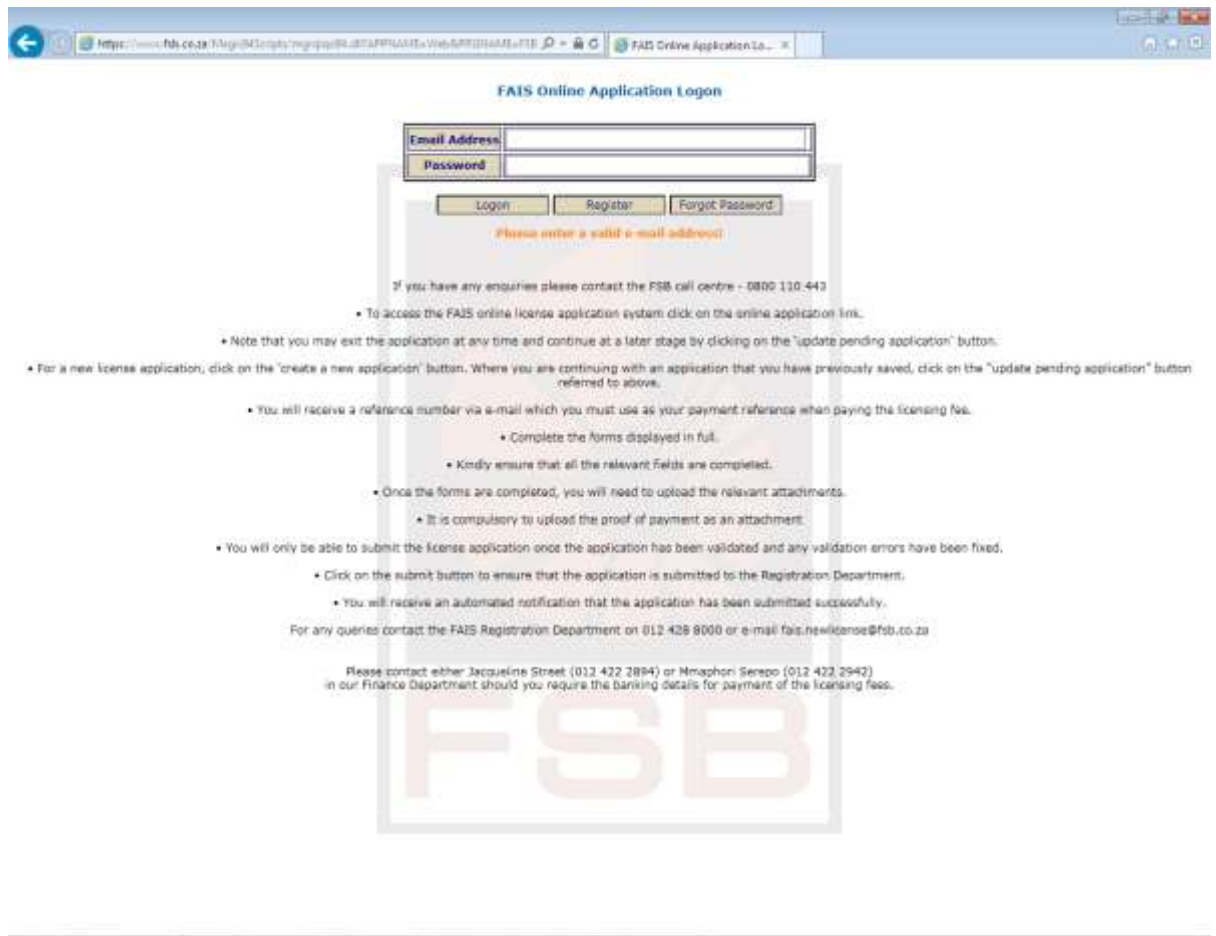 FAIS Online Application Lo...
FAIS Online Application Logon
Email Address
Password
Logon Register Forgot Password
Please enter a valid e-mail address!
If you have any enquiries please contact the FSB call centre - 0800 110 443
• To access the FAIS online license application system click on the online application link.
• Note that you may exit the application at any time and continue at a later stage by clicking on the 'update pending application' button.
• For a new license application, click on the 'create a new application' button. Where you are continuing with an application that you have previously saved, click on the "update pending application" button
referred to above.
• You will receive a reference number via e-mail which you must use as your payment reference when paying the licensing fee.
• Complete the forms displayed in full.
• Kindly ensure that all the relevant fields are completed.
• Once the forms are completed, you will need to upload the relevant attachments.
• It is compulsory to upload the proof of payment as an attachment
• You will only be able to submit the license application once the application has been validated and any validation errors have been fixed.
• Click on the submit button to ensure that the application is submitted to the Registration Department.
• You will receive an automated notification that the application has been submitted successfully.
For any queries contact the FAIS Registration Department on 012 428 8000 or e-mail fais.newlicense@fsb.co.za
Please contact either Jacqueline Street (012 422 2894) or Mmaphori Serepo (012 422 2942)
in our Finance Department should you require the banking details for payment of the licensing fees.
FSB